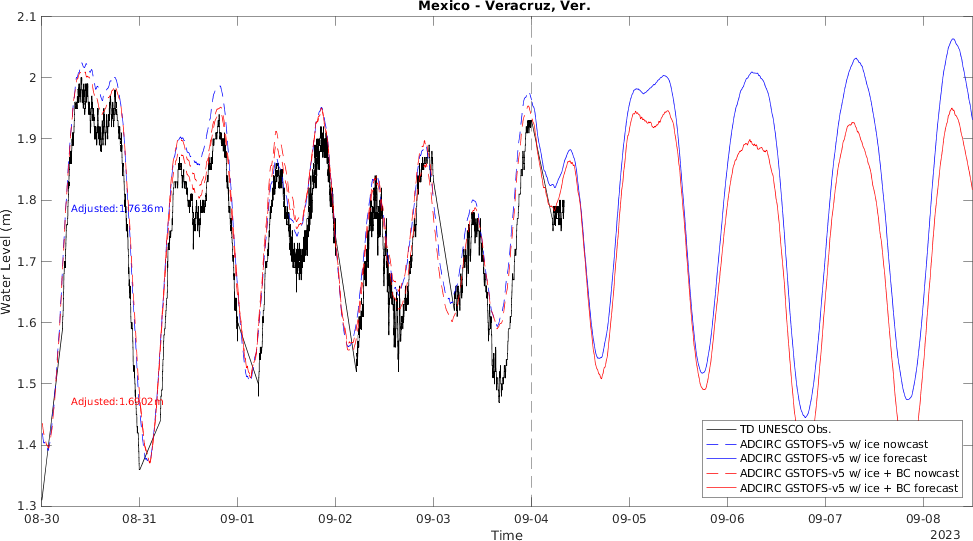 Mexico - Veracruz, Ver.
2.1
2
1.9
1.8
1.7
1.6
1.5
1.4
1.3
Water Level (m)
Adjusted:1.7636m
Adjusted:1.6902m
08-30 08-31 09-01 09-02 09-03 09-04 09-05 09-06 09-07 09-08
Time
2023
TD UNESCO Obs.
ADCIRC GSTOFS-v5 w/ ice nowcast
ADCIRC GSTOFS-v5 w/ ice forecast
ADCIRC GSTOFS-v5 w/ ice + BC nowcast
ADCIRC GSTOFS-v5 w/ ice + BC forecast